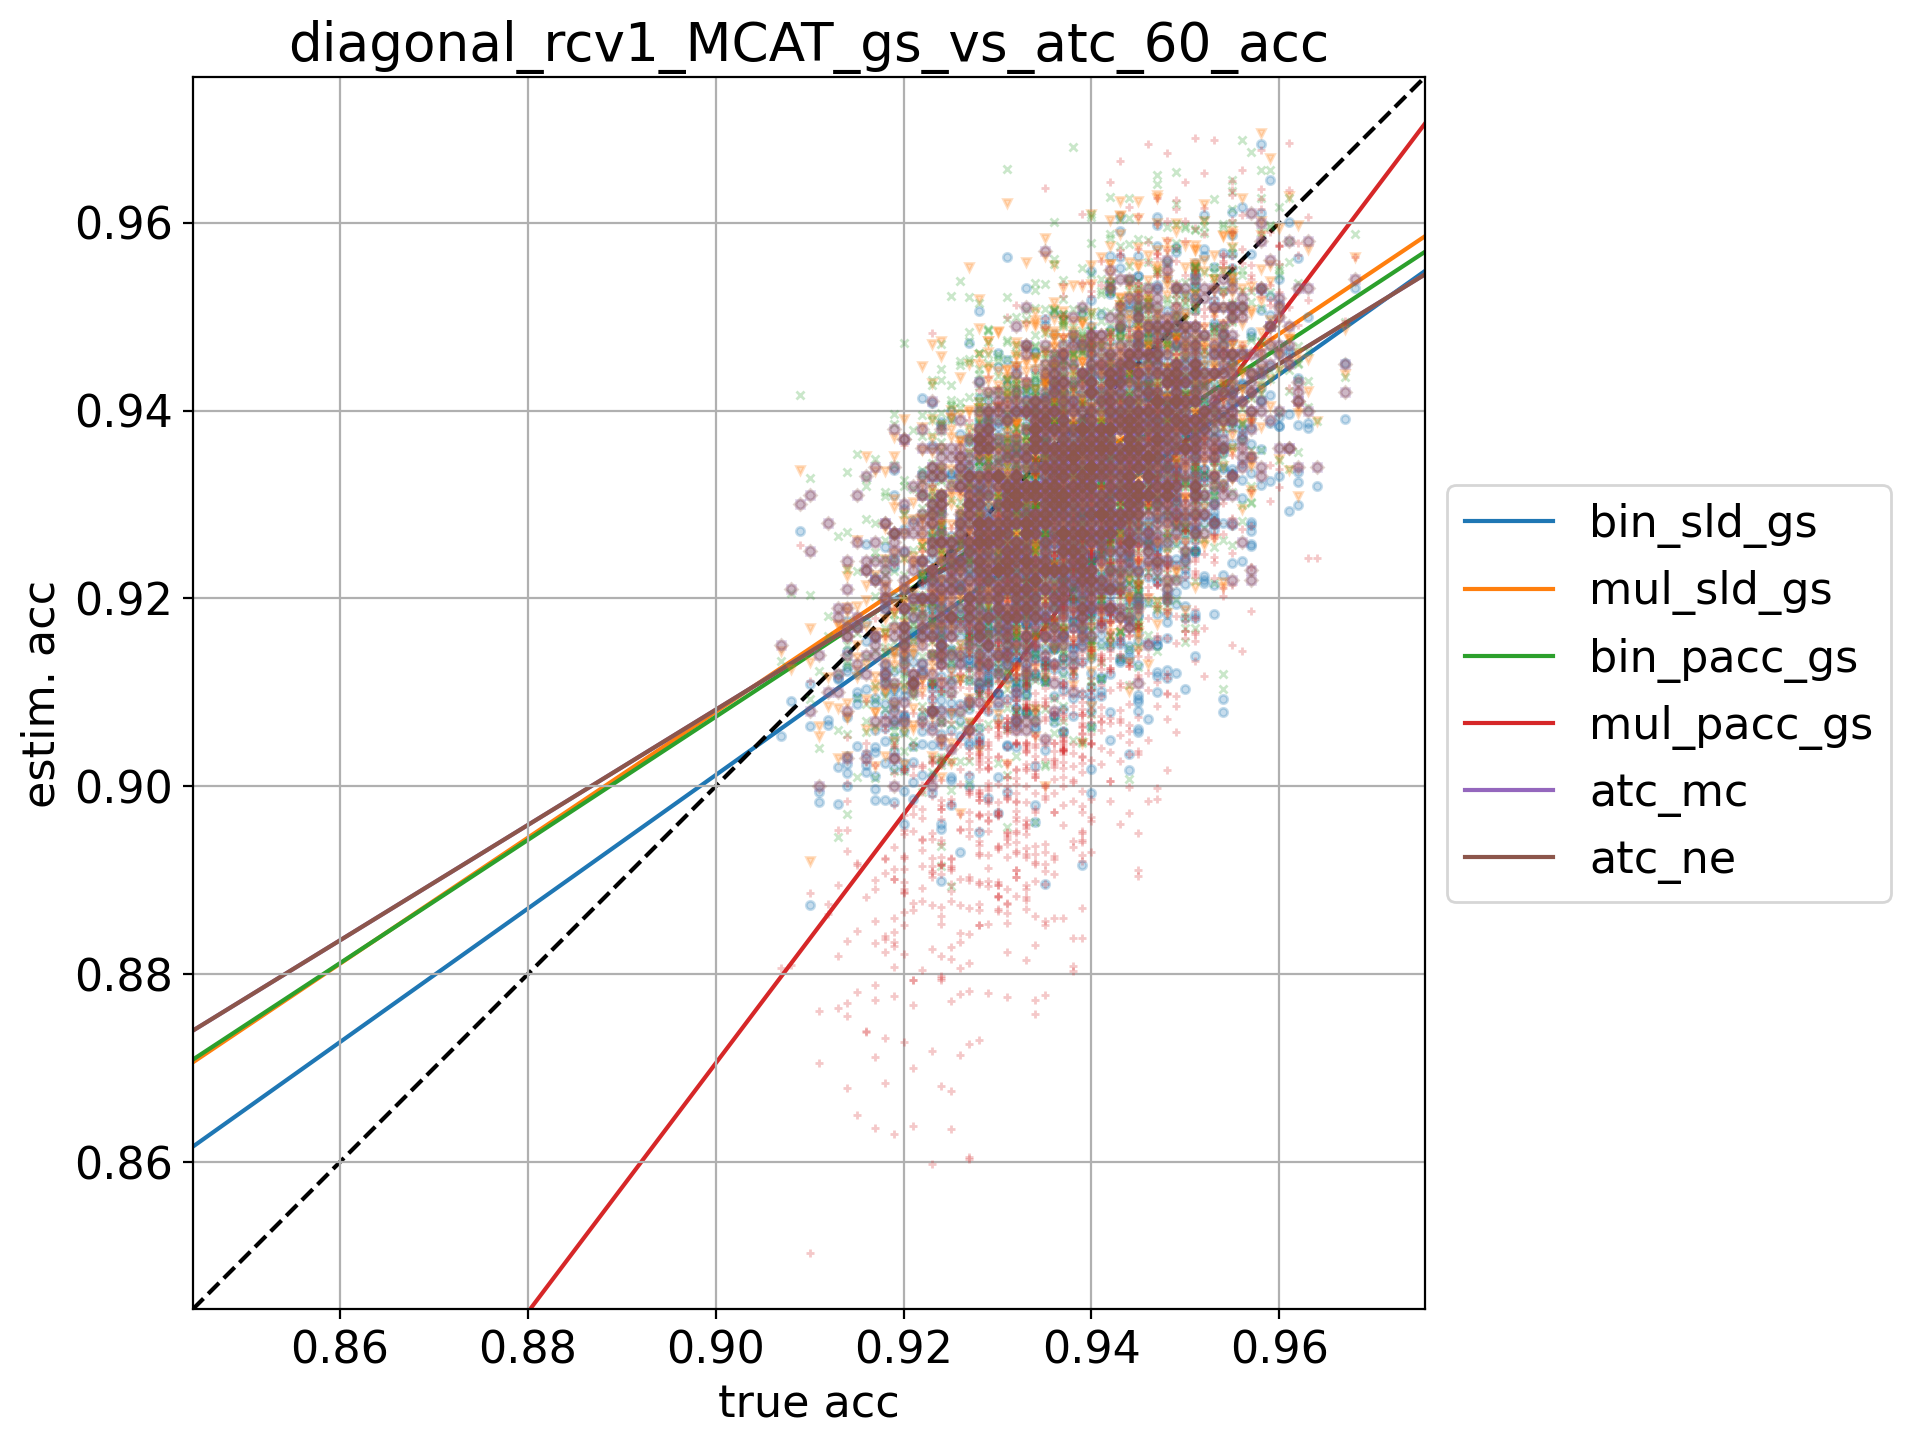 diagonal_rcv1_MCAT_gs_vs_atc_60_acc
0.96
0.94
0.92
0.90
0.88
0.86
estim. acc
0.86 0.88 0.90 0.92 0.94 0.96
true acc
bin_sld_gs
mul_sld_gs
bin_pacc_gs
mul_pacc_gs
atc_mc
atc_ne